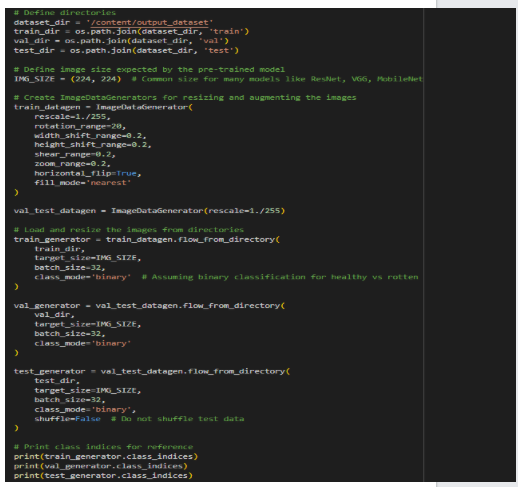 # Define directories
dataset_dir = '/content/output_dataset'
train_dir = os.path.join(dataset_dir, 'train')
val_dir = os.path.join(dataset_dir, 'val')
test_dir = os.path.join(dataset_dir, 'test')
# Define image size expected by the pre-trained model
IMG_SIZE = (224, 224)  # Common size for many models like ResNet, VGG, MobileNet
# Create ImageDataGenerators for resizing and augmenting the images
train_datagen = ImageDataGenerator(
    rescale=1./255,
    rotation_range=20,
    width_shift_range=0.2,
    height_shift_range=0.2,
    shear_range=0.2,
    zoom_range=0.2,
    horizontal_flip=True,
    fill_mode='nearest'
)
val_test_datagen = ImageDataGenerator(rescale=1./255)
# Load and resize the images from directories
train_generator = train_datagen.flow_from_directory(
    train_dir,
    target_size=IMG_SIZE,
    batch_size=32,
    class_mode='binary'  # Assuming binary classification for healthy vs rotten
)
val_generator = val_test_datagen.flow_from_directory(
    val_dir,
    target_size=IMG_SIZE,
    batch_size=32,
    class_mode='binary'
)
test_generator = val_test_datagen.flow_from_directory(
    test_dir,
    target_size=IMG_SIZE,
    batch_size=32,
    class_mode='binary',
    shuffle=False  # Do not shuffle test data
)
# Print class indices for reference
print(train_generator.class_indices)
print(val_generator.class_indices)
print(test_generator.class_indices)